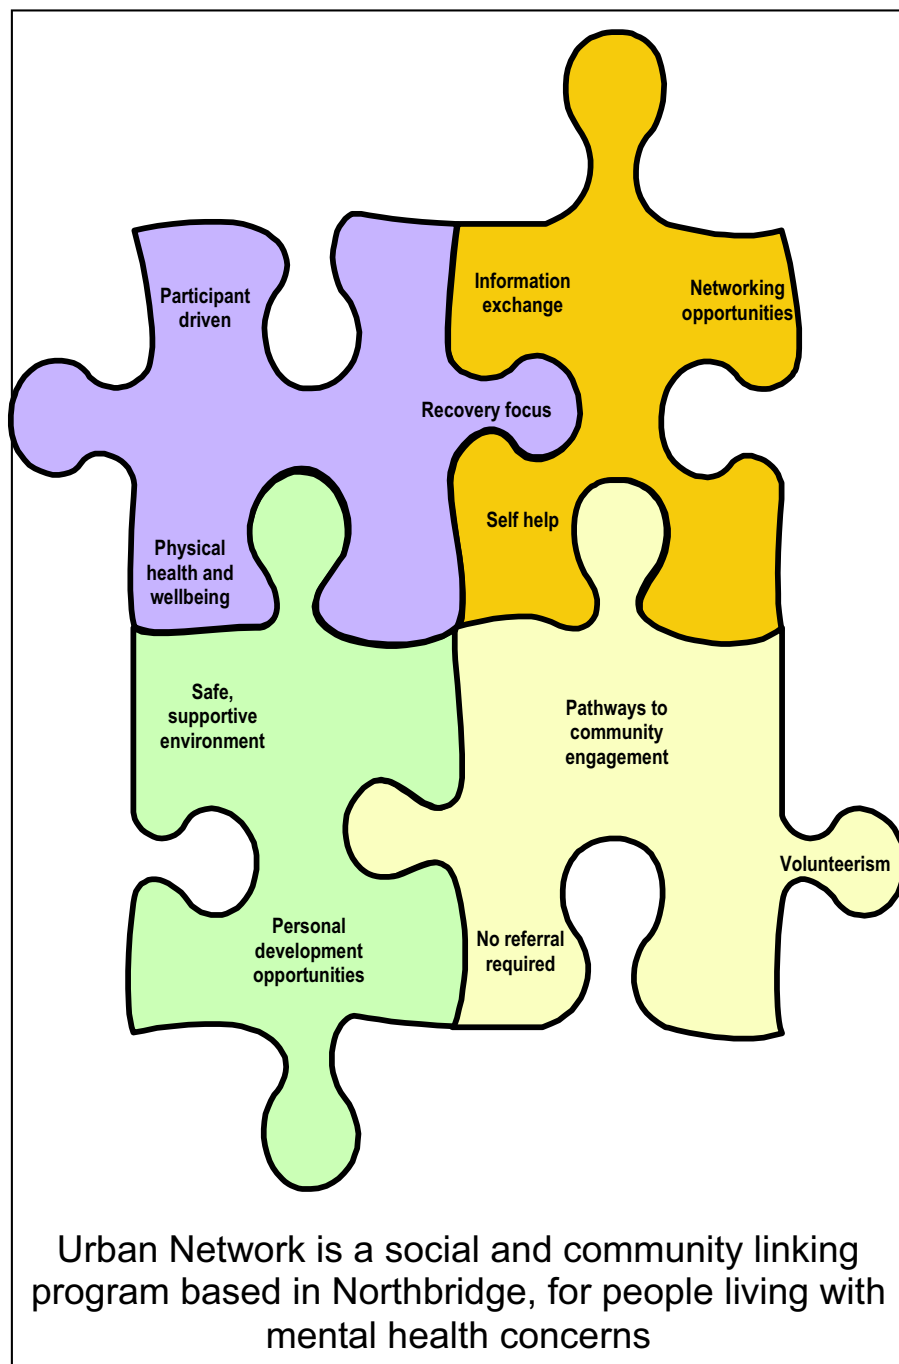 Participant
driven
Information
exchange
Networking
opportunities
Recovery focus
Self help
Physical
health and
wellbeing
Safe,
supportive
environment
Pathways to
community
engagement
Volunteerism
Personal
development
opportunities
No referral
required
Urban Network is a social and community linking
program based in Northbridge, for people living with
mental health concerns